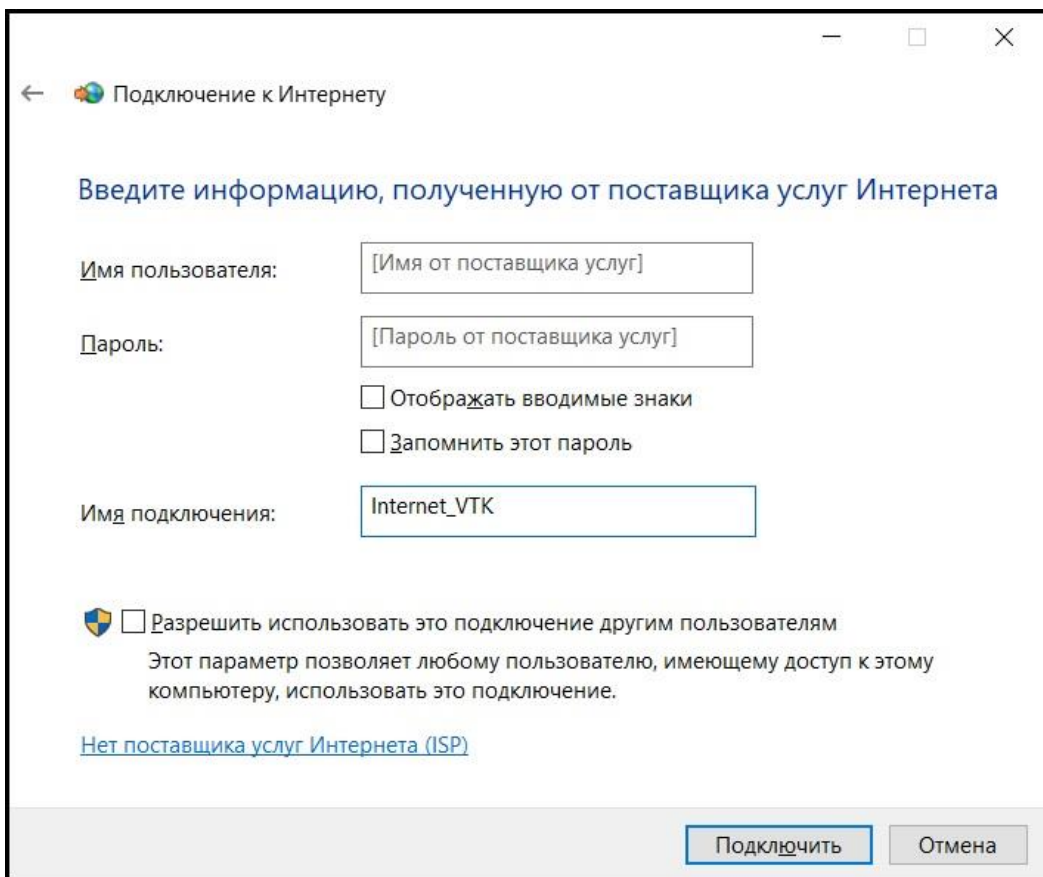 Подключение к Интернету
Введите информацию, полученную от поставщика услуг Интернета
Имя пользователя:
[Имя от поставщика услуг]
Пароль:
[Пароль от поставщика услуг]
Отображать вводимые знаки
Запомнить этот пароль
Имя подключения:
Internet_VTK
Разрешить использовать это подключение другим пользователям
Этот параметр позволяет любому пользователю, имеющему доступ к этому
компьютеру, использовать это подключение.
Нет поставщика услуг Интернета (ISP)
Подключить
Отмена